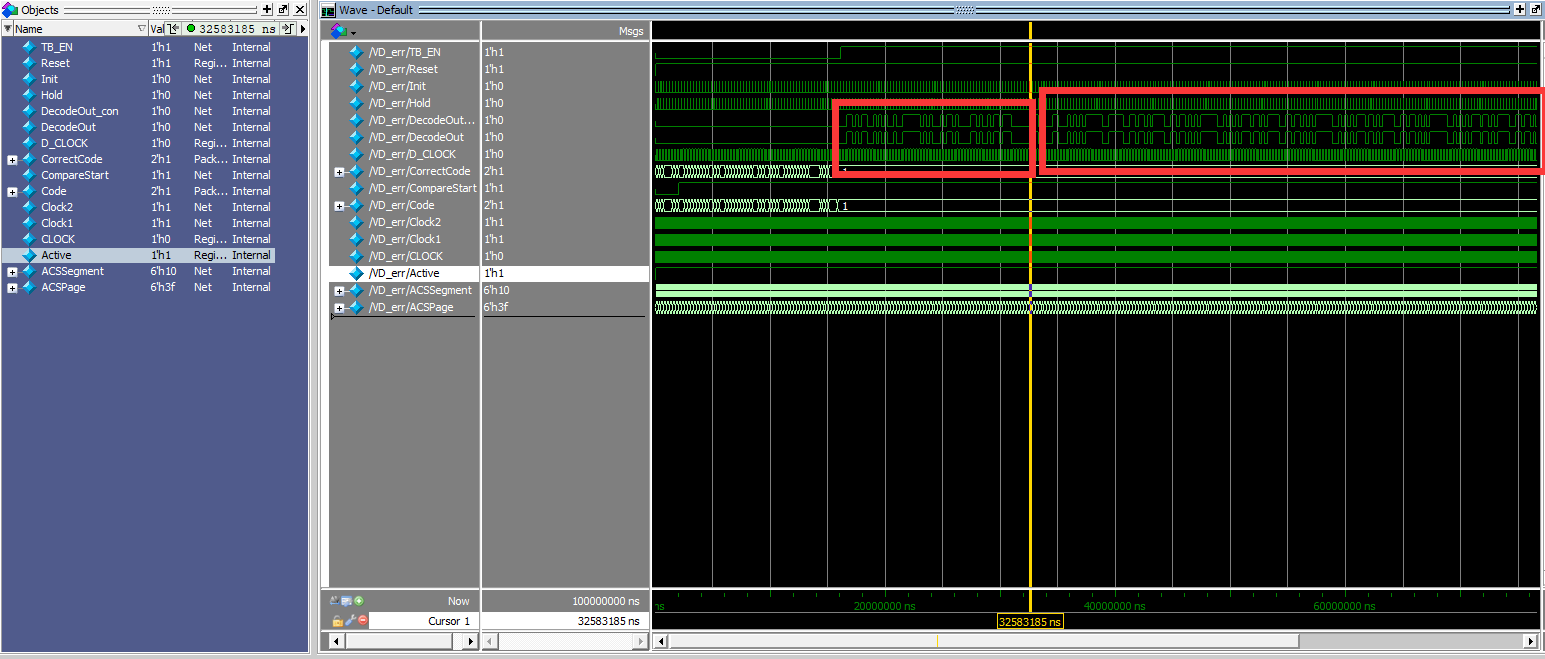 Objects
Name Val 32583185 ns
TB_EN 1'h1 Net Internal
Reset 1'h1 Regi... Internal
Init 1'h0 Net Internal
Hold 1'h0 Net Internal
DecodeOut_con 1'h0 Net Internal
DecodeOut 1'h0 Net Internal
D_CLOCK 1'h0 Regi... Internal
CorrectCode 2'h1 Pack... Internal
CompareStart 1'h1 Net Internal
Code 2'h1 Pack... Internal
Clock2 1'h1 Net Internal
Clock1 1'h1 Net Internal
CLOCK 1'h0 Regi... Internal
Active 1'h1 Regi... Internal
ACSSegment 6'h10 Net Internal
ACSPage 6'h3f Net Internal
Wave - Default
Msgs
/VD_err/TB_EN 1'h1
/VD_err/Reset 1'h1
/VD_err/Init 1'h0
/VD_err/Hold 1'h0
/VD_err/DecodeOut... 1'h0
/VD_err/DecodeOut 1'h0
/VD_err/D_CLOCK 1'h0
/VD_err/CorrectCode 2'h1
/VD_err/CompareStart 1'h1
/VD_err/Code 2'h1 1
/VD_err/Clock2 1'h1
/VD_err/Clock1 1'h1
/VD_err/CLOCK 1'h0
/VD_err/Active 1'h1
/VD_err/ACSSegment 6'h10
/VD_err/ACSPage 6'h3f
Now 100000000 ns ns 20000000 ns 40000000 ns 60000000 ns
Cursor 1 32583185 ns 32583185 ns